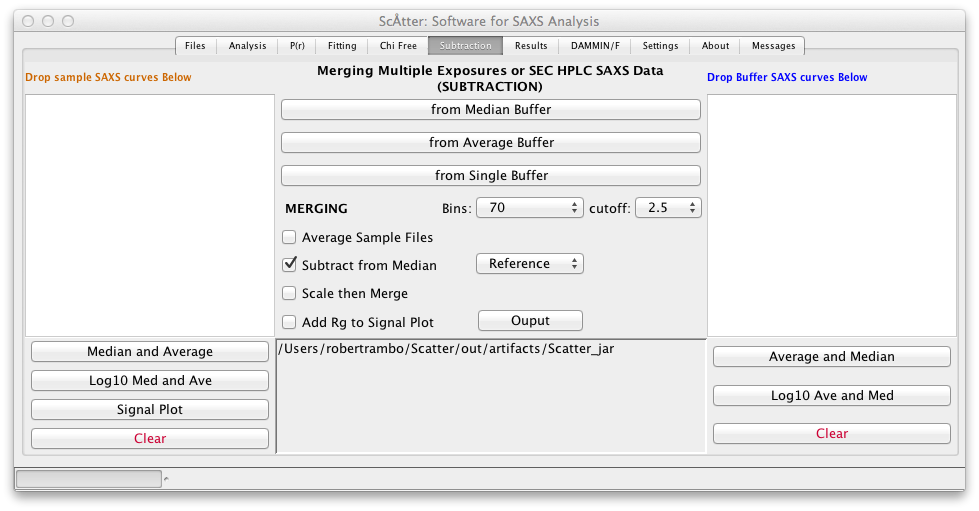 ScÅtter: Software for SAXS Analysis
Files Analysis P(r) Fitting Chi Free Subtraction Results DAMMIN/F Settings About Messages
Drop sample SAXS curves Below
Merging Multiple Exposures or SEC HPLC SAXS Data
(SUBTRACTION)
Drop Buffer SAXS curves Below
from Median Buffer
from Average Buffer
from Single Buffer
MERGING Bins: 70 cutoff: 2.5
Average Sample Files
Subtract from Median Reference
Scale then Merge
Add Rg to Signal Plot Ouput
/Users/robertrambo/Scatter/out/artifacts/Scatter_jar
Median and Average
Log10 Med and Ave
Signal Plot
Clear
Average and Median
Log10 Ave and Med
Clear